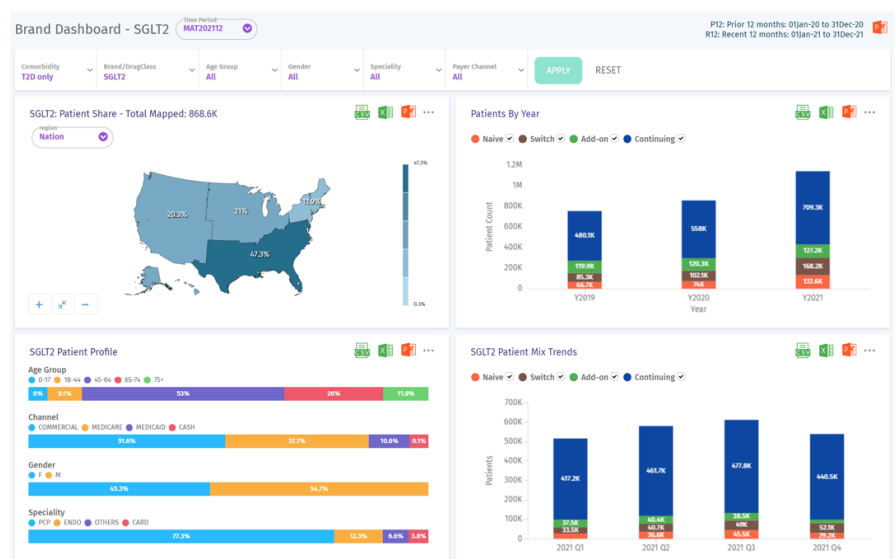 Brand Dashboard - SGLT2
Time Period
MAT202112
P12: Prior 12 months: 01Jan-20 to 31Dec-20
R12: Recent 12 months: 01Jan-21 to 31Dec-21
Comorbidity
T2D only
Brand/DrugClass
SGLT2
Age Group
All
Gender
All
Speciality
All
Payer Channel
All
APPLY
RESET
SGLT2: Patient Share - Total Mapped: 868.6K
CSV
region
Nation
47.3%
20.3%
21%
11.9%
47.3%
0.3%
Patients By Year
CSV
Naive Switch Add-on Continuing
1.2M
1M
800K
600K
400K
200K
0
Patient Count
480.1K
119.9K
85.3K
66.7K
558K
120.3K
102.1K
74K
709.3K
127.2K
168.2K
132.6K
Y2019 Y2020 Y2021
Year
SGLT2 Patient Profile
CSV
Age Group
0-17 18-44 45-64 65-74 75+
0% 9.1% 53% 26% 11.9%
Channel
COMMERCIAL MEDICARE MEDICAID CASH
51.6% 37.7% 10.6% 0.1%
Gender
F M
45.3% 54.7%
Speciality
PCP ENDO OTHERS CARD
77.3% 12.3% 6.6% 3.8%
SGLT2 Patient Mix Trends
CSV
Naive Switch Add-on Continuing
700K
600K
500K
400K
300K
200K
100K
0
Patients
417.2K
37.5K
33.5K
461.7K
40.4K
40.7K
36.6K
477.8K
38.5K
49K
45.5K
440.5K
52.1K
29.2K
2021 Q1 2021 Q2 2021 Q3 2021 Q4